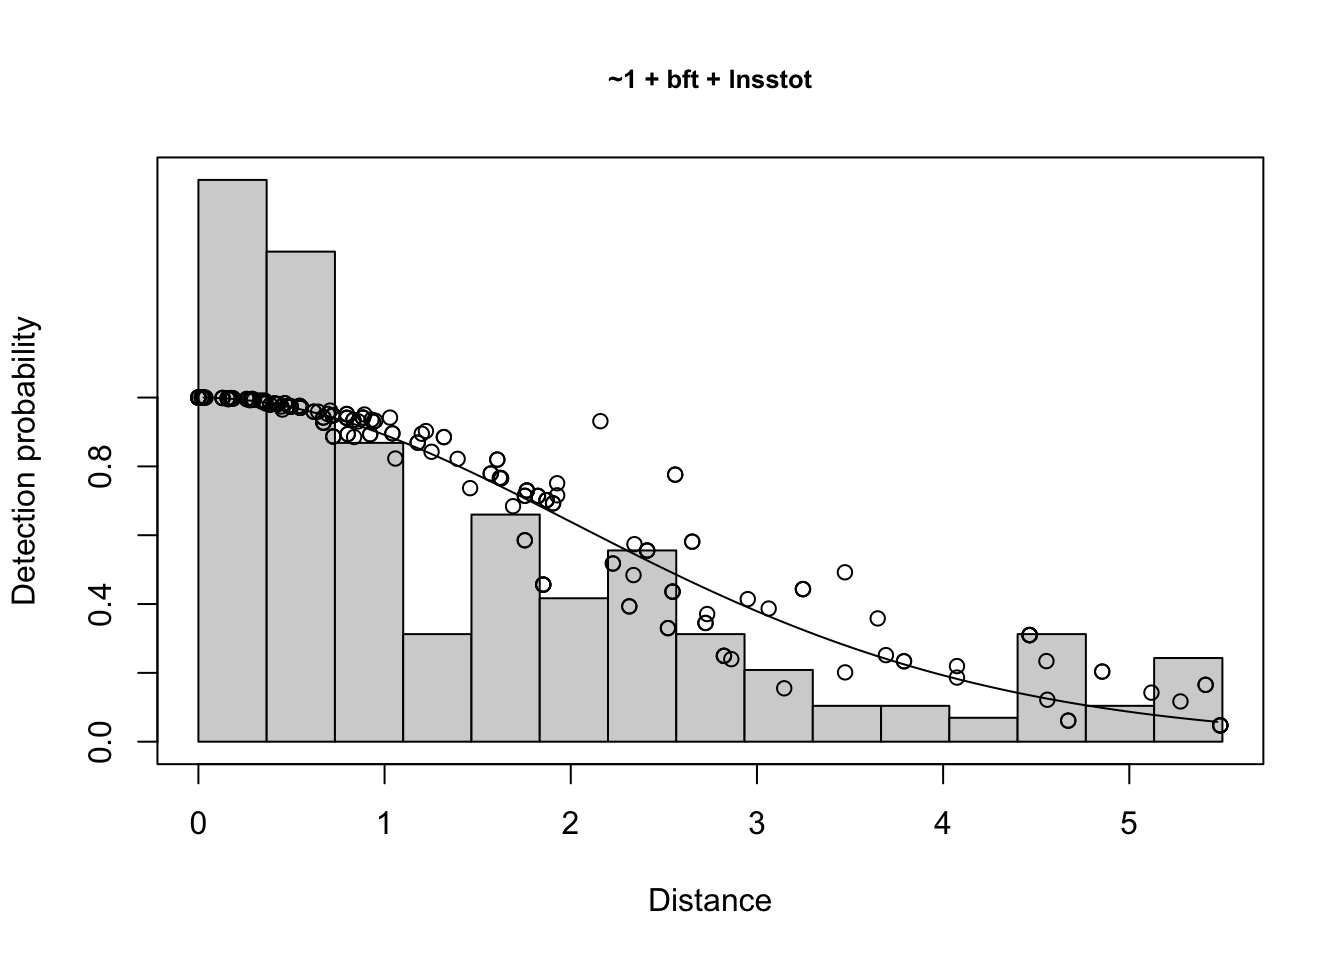 ~1 + bft + lnsstot
Detection probability
0.8
0.4
0.0
0 1 2 3 4 5
Distance